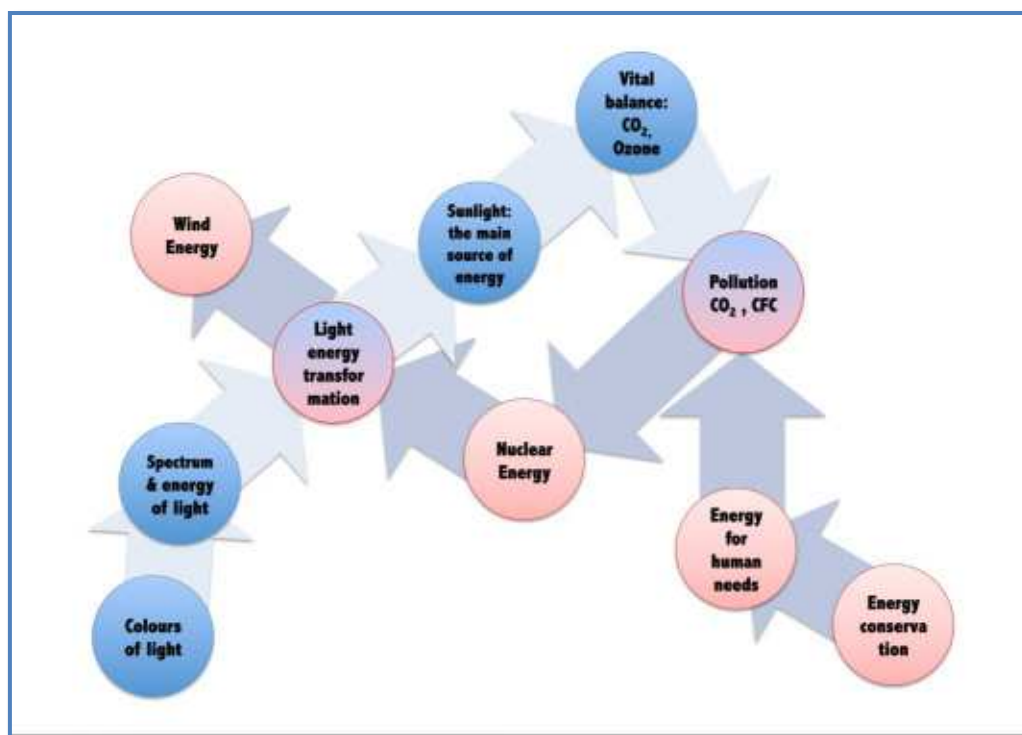 Vital
balance:
CO₂,
Ozone
Wind
Energy
Sunlight:
the main
source of
energy
Pollution
CO₂ , CFC
Light
energy
transfor
mation
Spectrum
& energy
of light
Nuclear
Energy
Energy
for
human
needs
Colours
of light
Energy
conserva
tion